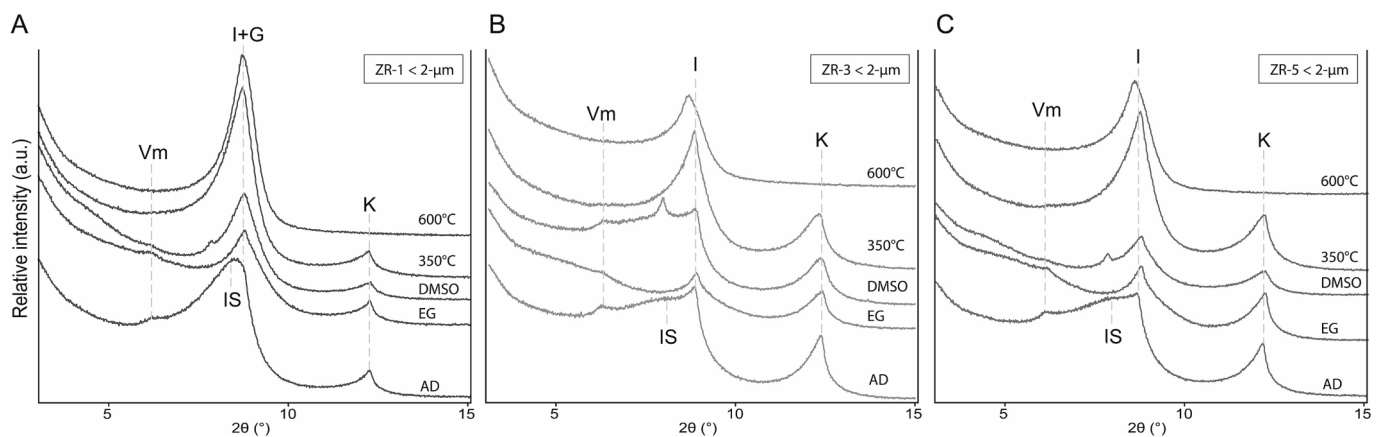 A
I+G
ZR-1 < 2-µm
Vm
K
600°C
350°C
DMSO
EG
IS
AD
Relative intensity (a.u.)
5
10
15
2θ (°)
B
I
ZR-3 < 2-µm
Vm
K
600°C
350°C
DMSO
EG
IS
AD
5
10
15
2θ (°)
C
I
ZR-5 < 2-µm
Vm
K
600°C
350°C
DMSO
EG
IS
AD
5
10
15
2θ (°)